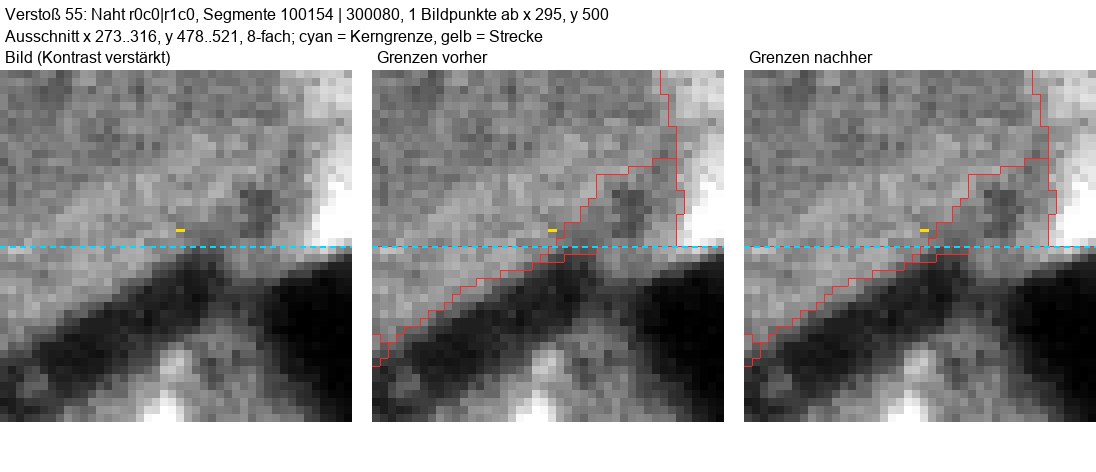 Verstoß 55: Naht r0c0|r1c0, Segmente 100154 | 300080, 1 Bildpunkte ab x 295, y 500
Ausschnitt x 273..316, y 478..521, 8-fach; cyan = Kerngrenze, gelb = Strecke
Bild (Kontrast verstärkt) Grenzen vorher Grenzen nachher